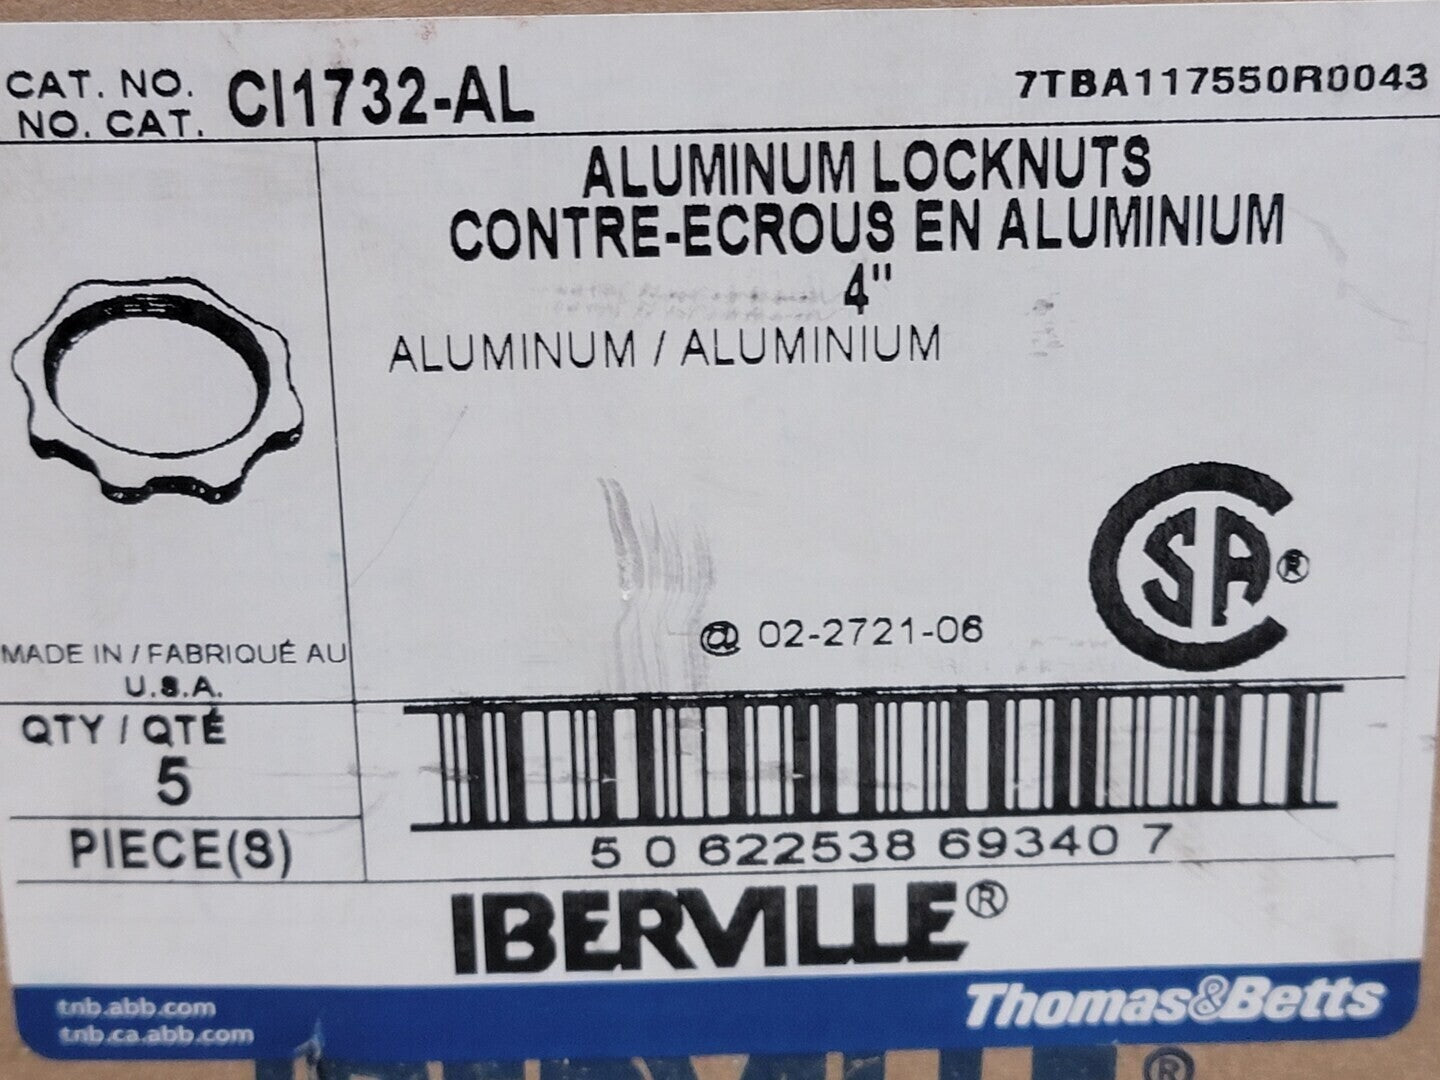 CAT. NO.
NO. CAT.
CI1732-AL
7TBA117550R0043
ALUMINUM LOCKNUTS
CONTRE-ECROUS EN ALUMINIUM
4"
ALUMINUM / ALUMINIUM
CSA®
@ 02-2721-06
MADE IN / FABRIQUÉ AU
U.S.A.
QTY / QTÉ
5
PIECE(S)
5 0 622538 69340 7
IBERVILLE®
tnb.abb.com
tnb.ca.abb.com
Thomas&Betts